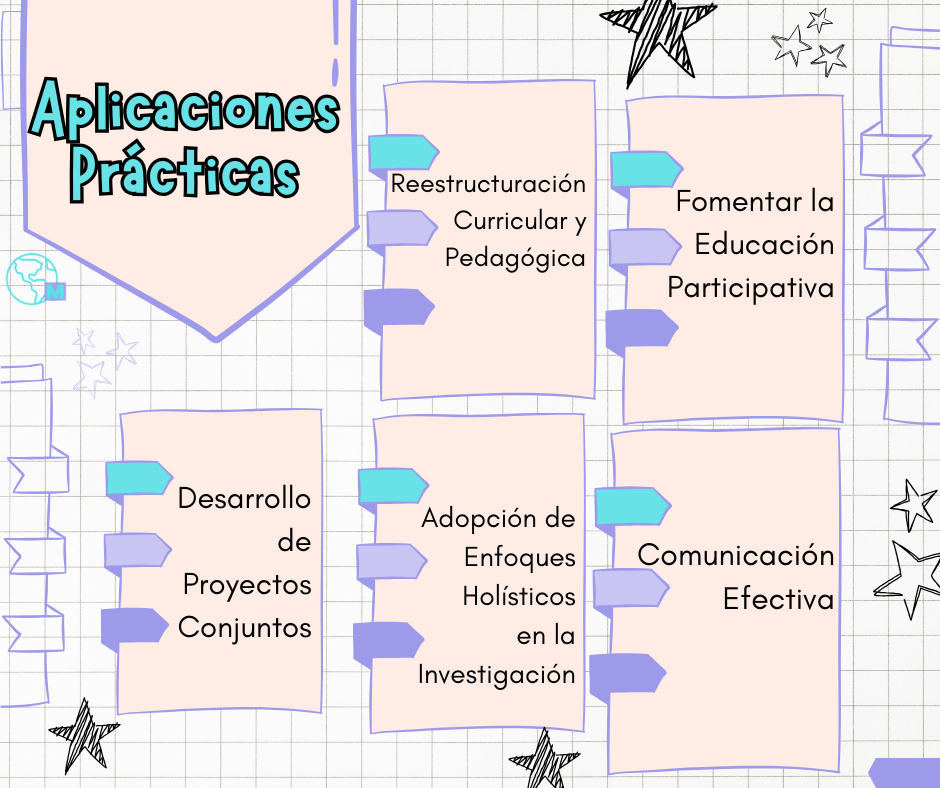 Aplicaciones
Prácticas
Reestructuración
Curricular y
Pedagógica
Fomentar la
Educación
Participativa
M
Desarrollo
de
Proyectos
Conjuntos
Adopción de
Enfoques
Holísticos
en la
Investigación
Comunicación
Efectiva